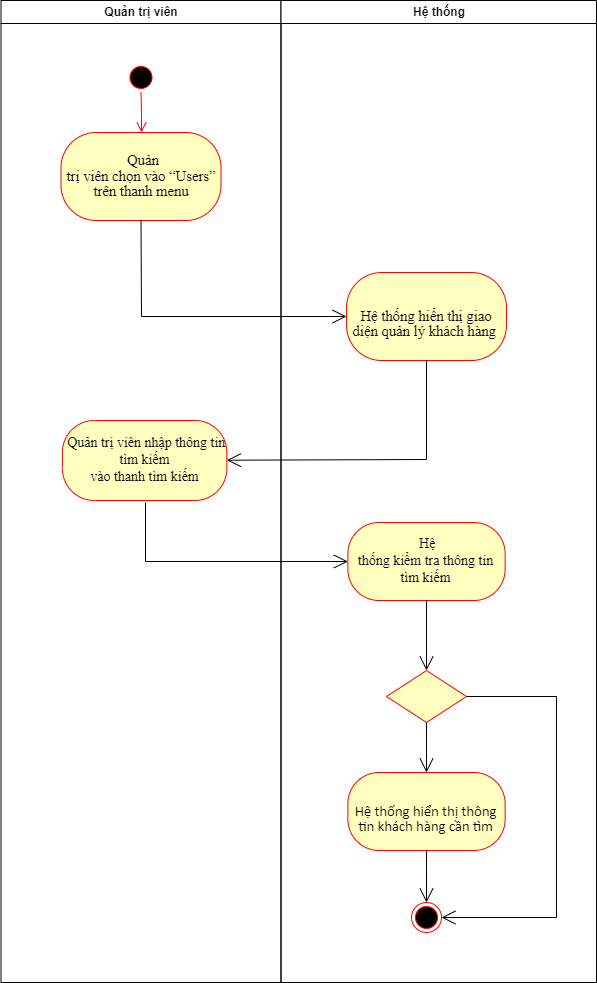 Quản trị viên
Hệ thống
Quản
trị viên chọn vào “Users”
trên thanh menu
Hệ thống hiển thị giao
diện quản lý khách hàng
Quản trị viên nhập thông tin
tìm kiếm
vào thanh tìm kiếm
Hệ
thống kiểm tra thông tin
tìm kiếm
Hệ thống hiển thị thông
tin khách hàng cần tìm